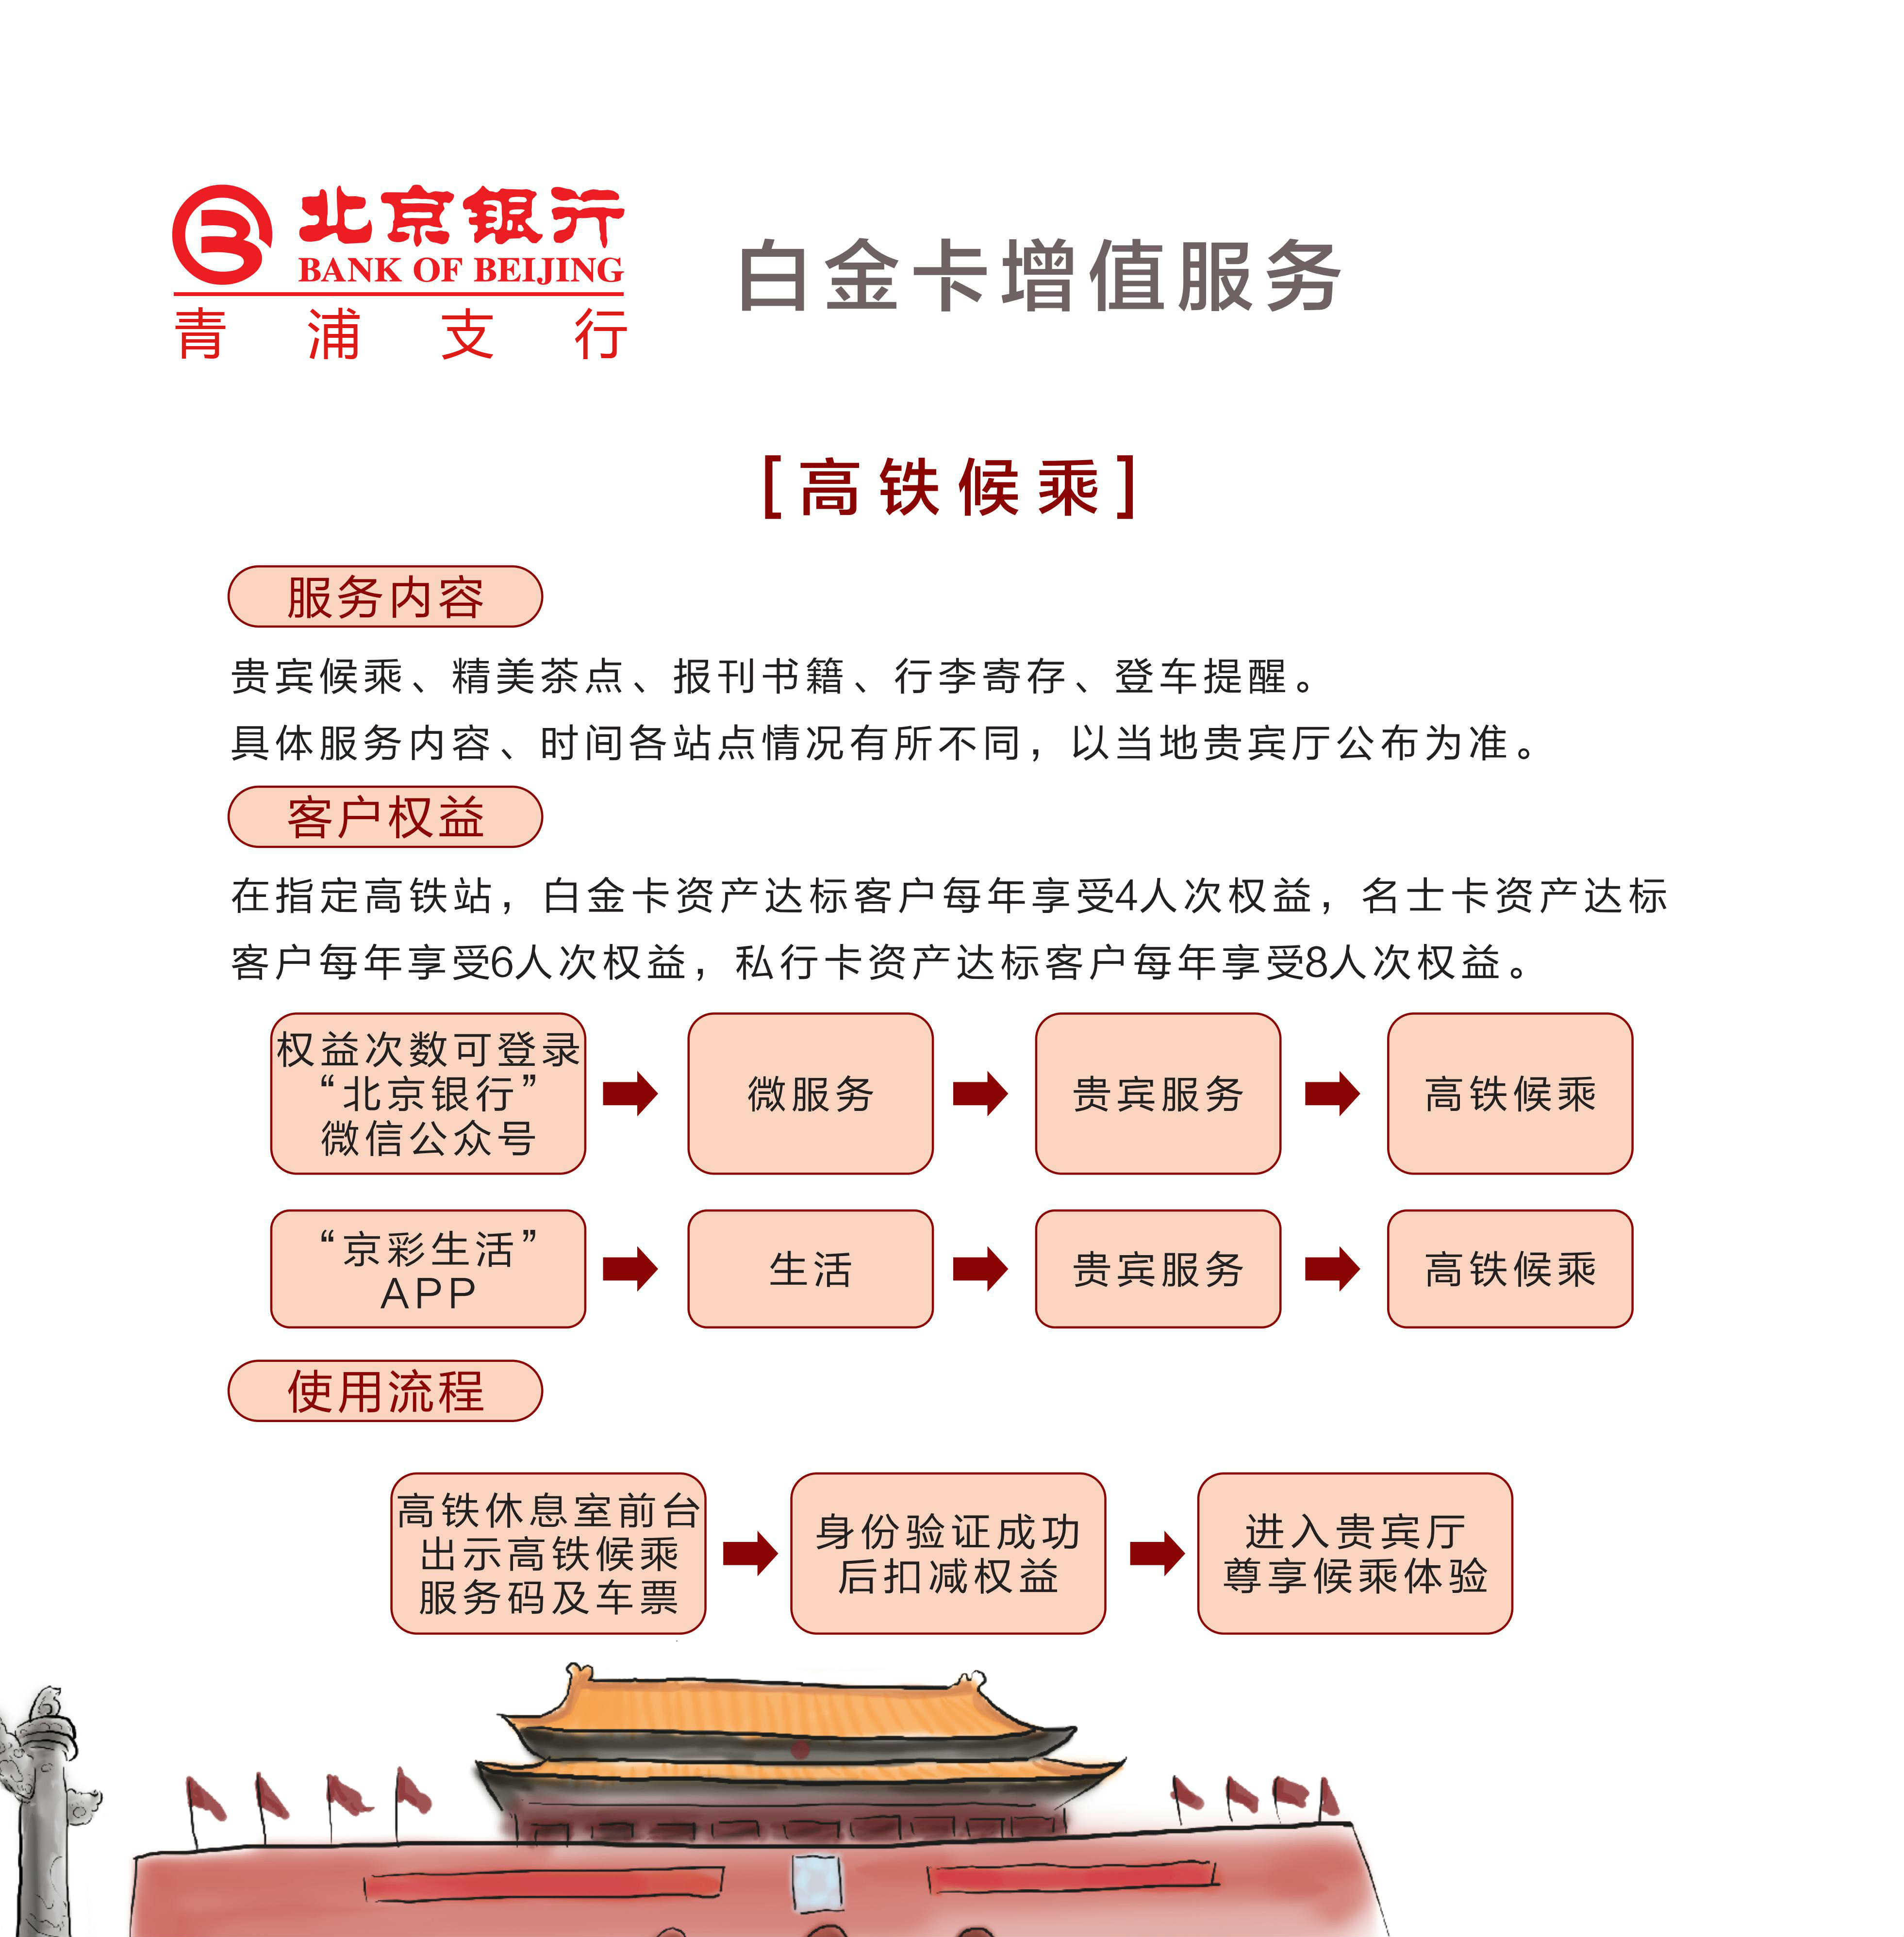 北京银行
BANK OF BEIJING
青浦支行
白金卡增值服务
[高铁候乘]
服务内容
贵宾候乘、精美茶点、报刊书籍、行李寄存、登车提醒。
具体服务内容、时间各站点情况有所不同，以当地贵宾厅公布为准。
客户权益
在指定高铁站，白金卡资产达标客户每年享受4人次权益，名士卡资产达标
客户每年享受6人次权益，私行卡资产达标客户每年享受8人次权益。
权益次数可登录
“北京银行”
微信公众号
微服务
贵宾服务
高铁候乘
“京彩生活”
APP
生活
贵宾服务
高铁候乘
使用流程
高铁休息室前台
出示高铁候乘
服务码及车票
身份验证成功
后扣减权益
进入贵宾厅
尊享候乘体验